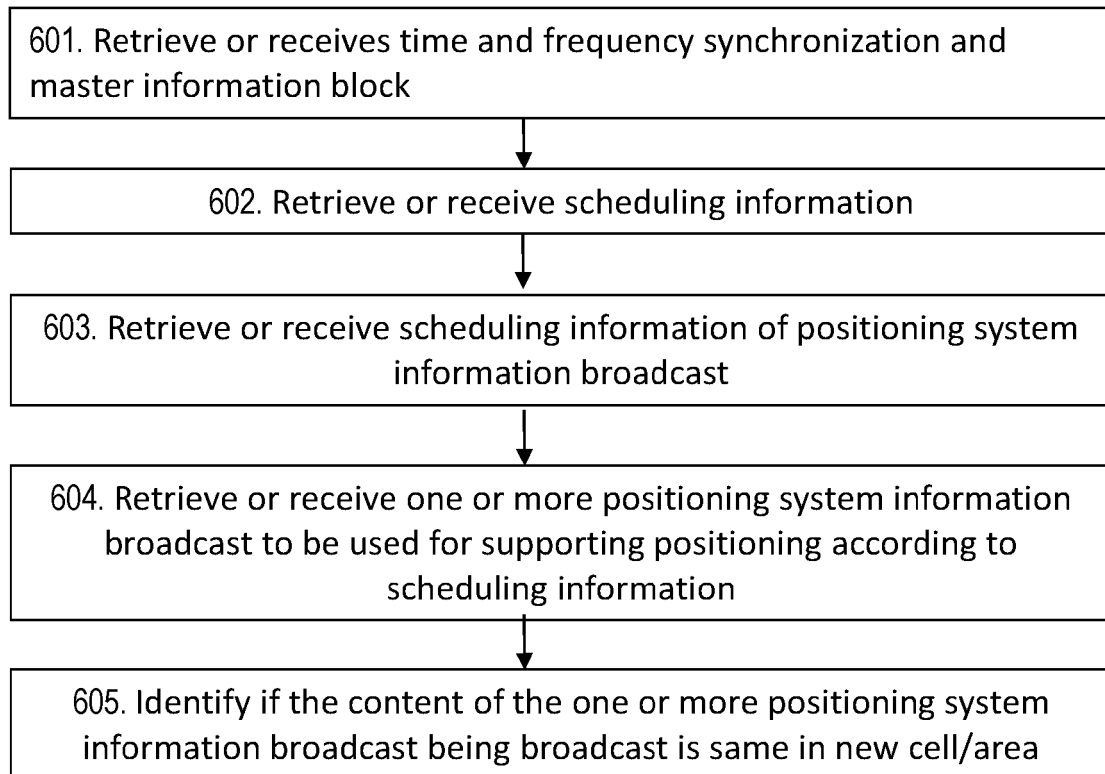 601. Retrieve or receives time and frequency synchronization and
master information block
602. Retrieve or receive scheduling information
603. Retrieve or receive scheduling information of positioning system
information broadcast
604. Retrieve or receive one or more positioning system information
broadcast to be used for supporting positioning according to
scheduling information
605. Identify if the content of the one or more positioning system
information broadcast being broadcast is same in new cell/area